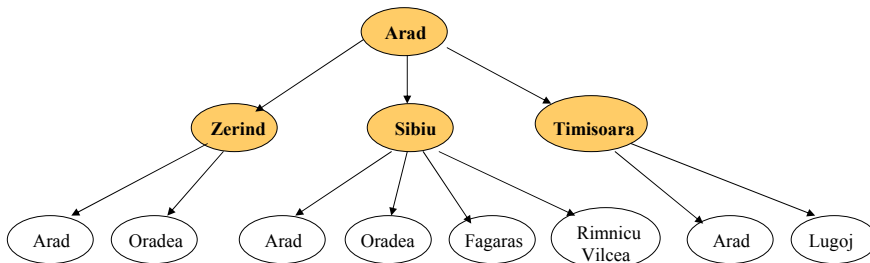 Arad
Zerind
Sibiu
Timisoara
Arad
Oradea
Arad
Oradea
Fagaras
Rimnicu
Vilcea
Arad
Lugoj